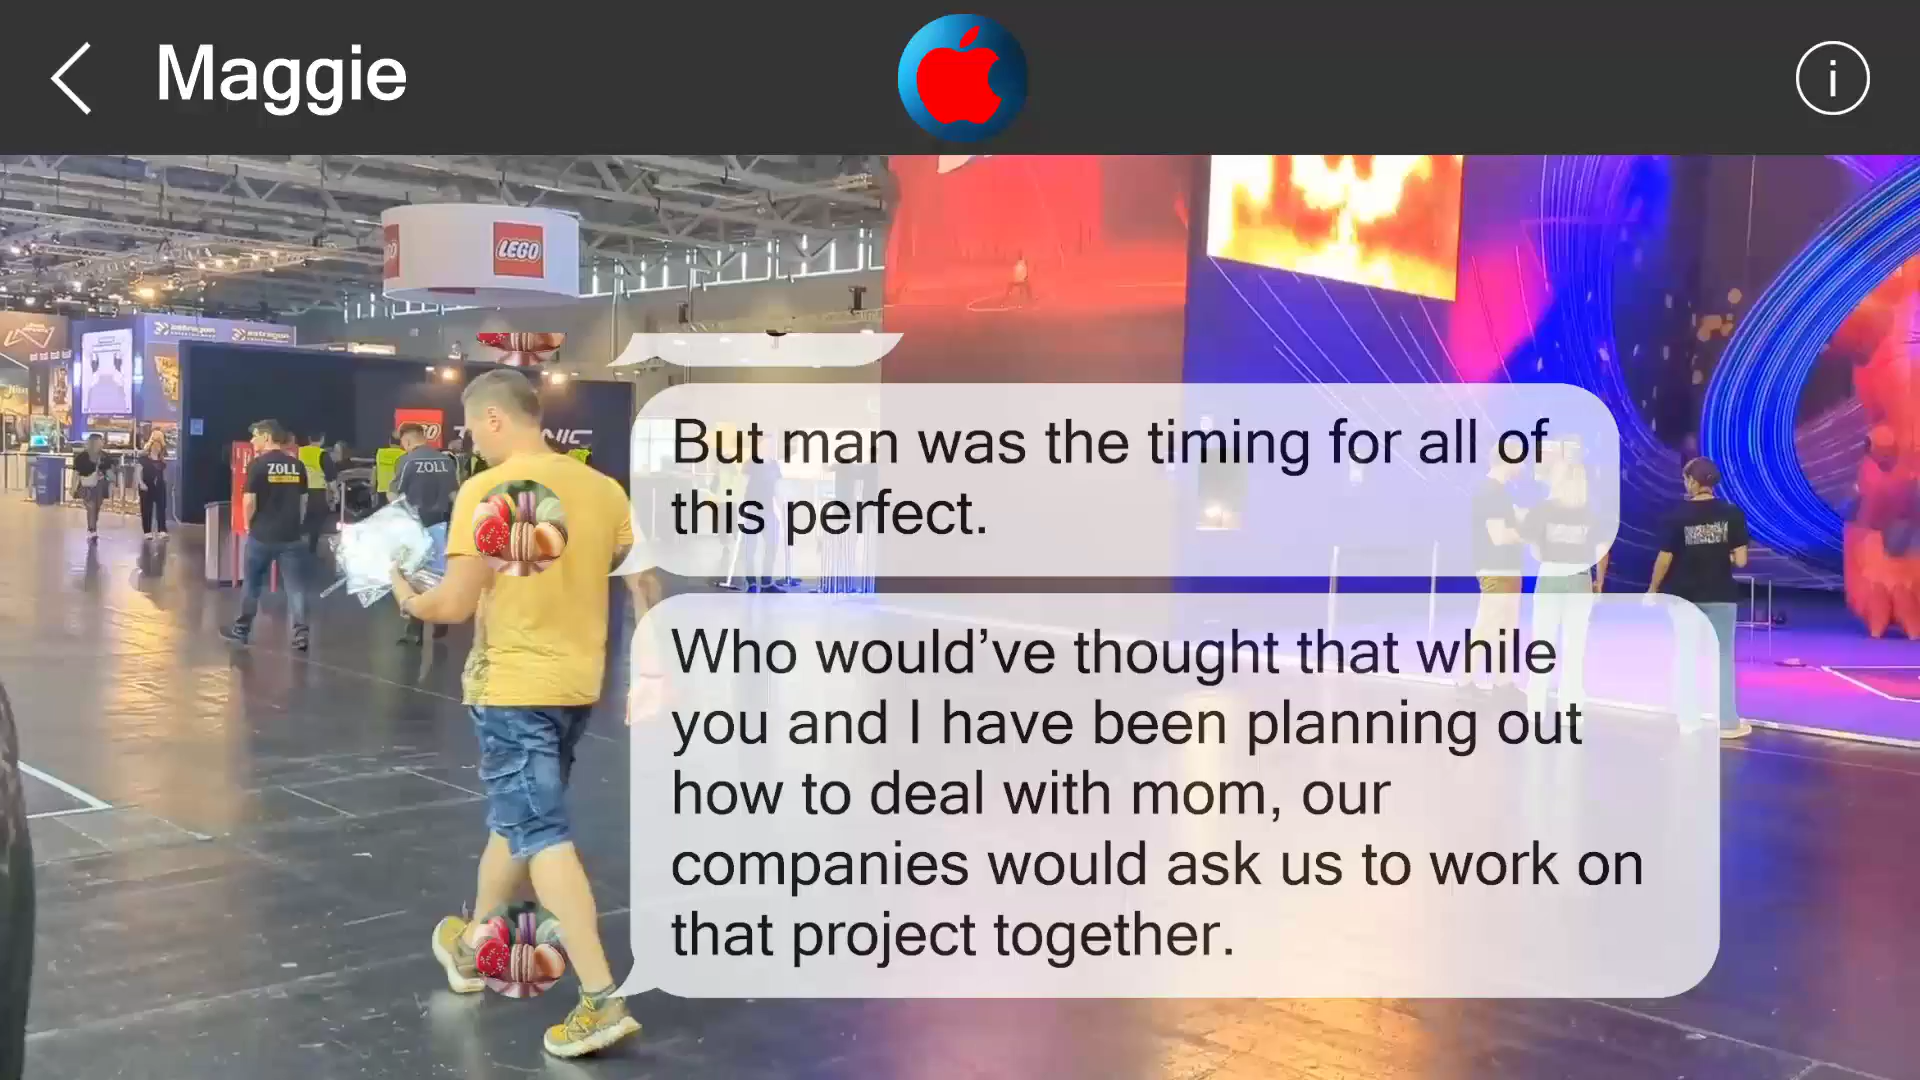 Maggie
i
LEGO
LEGO
ZOLL
ZOLL
But man was the timing for all of
this perfect.
Who would’ve thought that while
you and I have been planning out
how to deal with mom, our
companies would ask us to work on
that project together.